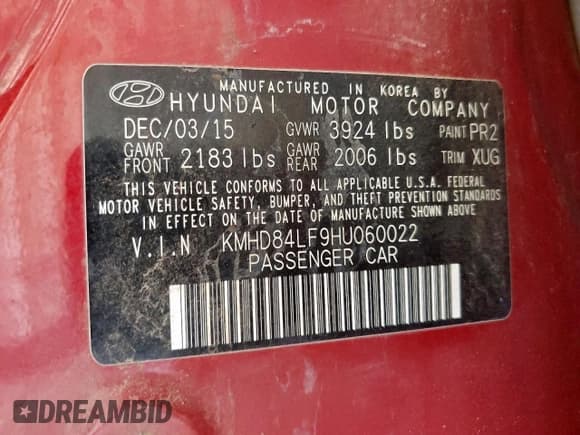 MANUFACTURED IN KOREA BY
HYUNDAI MOTOR COMPANY
DEC/03/15 GVWR 3924 lbs PAINT PR2
GAWR FRONT 2183 lbs GAWR REAR 2006 lbs TRIM XUG
THIS VEHICLE CONFORMS TO ALL APPLICABLE U.S.A. FEDERAL
MOTOR VEHICLE SAFETY, BUMPER, AND THEFT PREVENTION STANDARDS
IN EFFECT ON THE DATE OF MANUFACTURE SHOWN ABOVE
V.I.N KMHD84LF9HU060022
PASSENGER CAR
DREAMBID